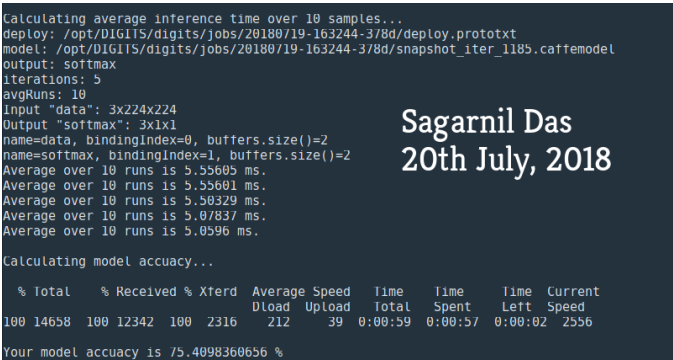 Calculating average inference time over 10 samples...
deploy: /opt/DIGITS/digits/jobs/20180719-163244-378d/deploy.prototxt
model: /opt/DIGITS/digits/jobs/20180719-163244-378d/snapshot_iter_1185.caffemodel
output: softmax
iterations: 5
avgRuns: 10
Input "data": 3x224x224
Output "softmax": 3x1x1
name=data, bindingIndex=0, buffers.size()=2
name=softmax, bindingIndex=1, buffers.size()=2
Average over 10 runs is 5.55605 ms.
Average over 10 runs is 5.55601 ms.
Average over 10 runs is 5.50329 ms.
Average over 10 runs is 5.07837 ms.
Average over 10 runs is 5.0596 ms.
Sagarnil Das
20th July, 2018
Calculating model accuacy...
% Total % Received % Xferd Average Speed Time Time Time Current
Dload Upload Total Spent Left Speed
100 14658 100 12342 100 2316 212 39 0:00:59 0:00:57 0:00:02 2556
Your model accuacy is 75.4098360656 %